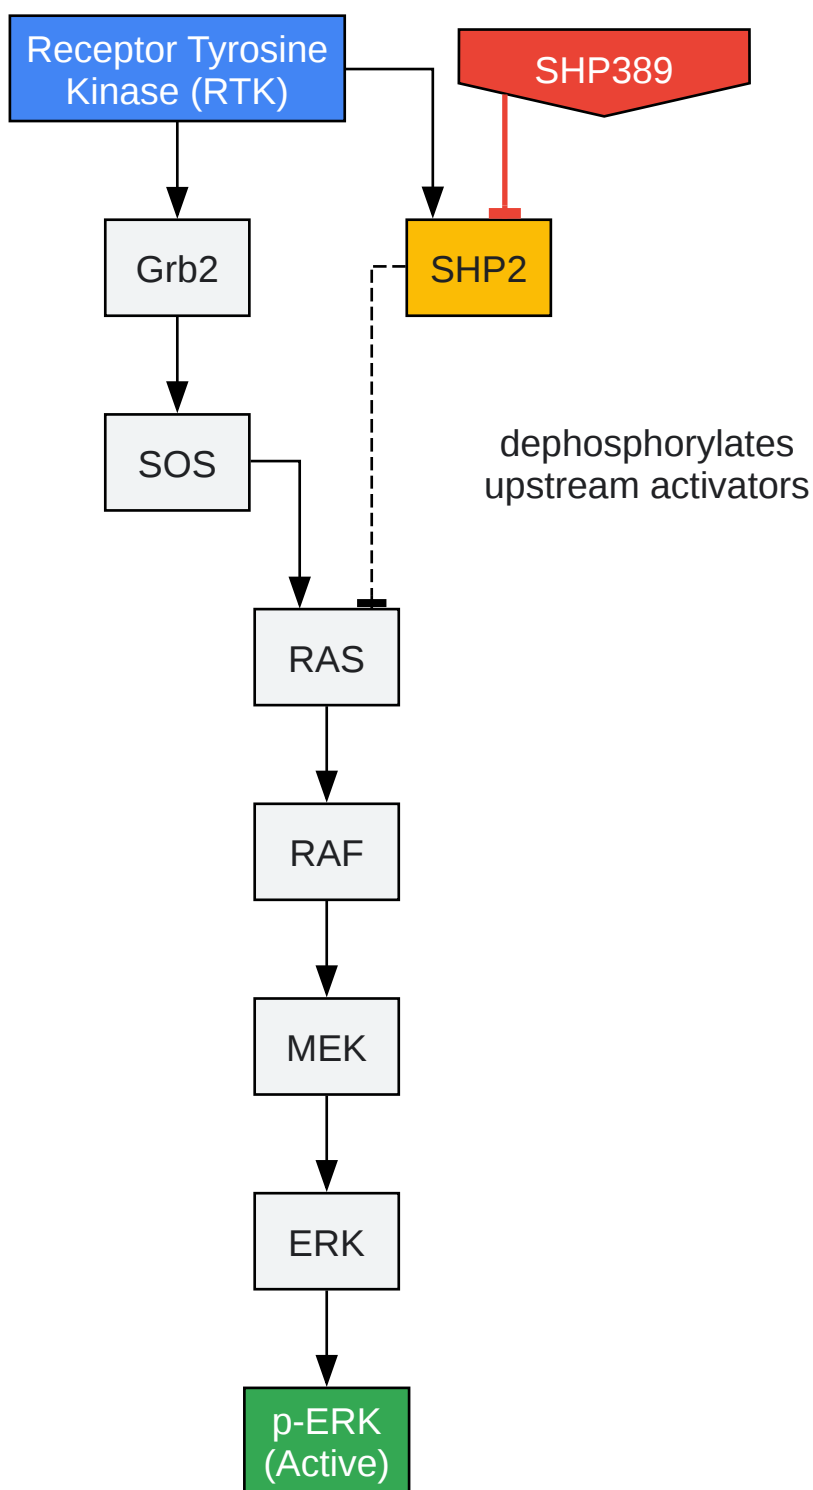 Receptor Tyrosine
Kinase (RTK)
SHP389
Grb2
SHP2
SOS
dephosphorylates
upstream activators
RAS
RAF
MEK
ERK
p-ERK
(Active)